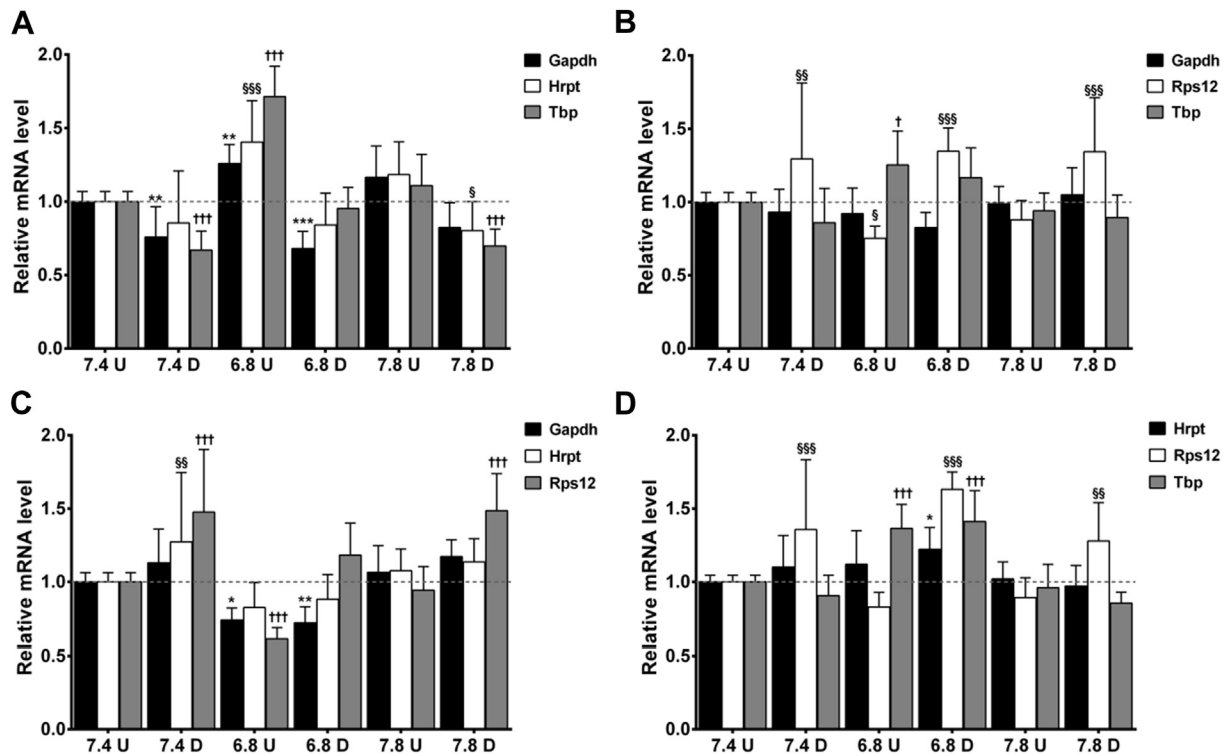 A
Relative mRNA level
2.0
1.5
1.0
0.5
0.0
** †††
** §§§ †††
***
§ †††
7.4 U 7.4 D 6.8 U 6.8 D 7.8 U 7.8 D
Gapdh
Hrpt
Tbp
B
Relative mRNA level
2.0
1.5
1.0
0.5
0.0
§§
§ †
§§§
§§§
7.4 U 7.4 D 6.8 U 6.8 D 7.8 U 7.8 D
Gapdh
Rps12
Tbp
C
Relative mRNA level
2.0
1.5
1.0
0.5
0.0
§§ †††
* †††
**
†††
7.4 U 7.4 D 6.8 U 6.8 D 7.8 U 7.8 D
Gapdh
Hrpt
Rps12
D
Relative mRNA level
2.0
1.5
1.0
0.5
0.0
§§§
†††
* §§§ †††
§§
7.4 U 7.4 D 6.8 U 6.8 D 7.8 U 7.8 D
Hrpt
Rps12
Tbp